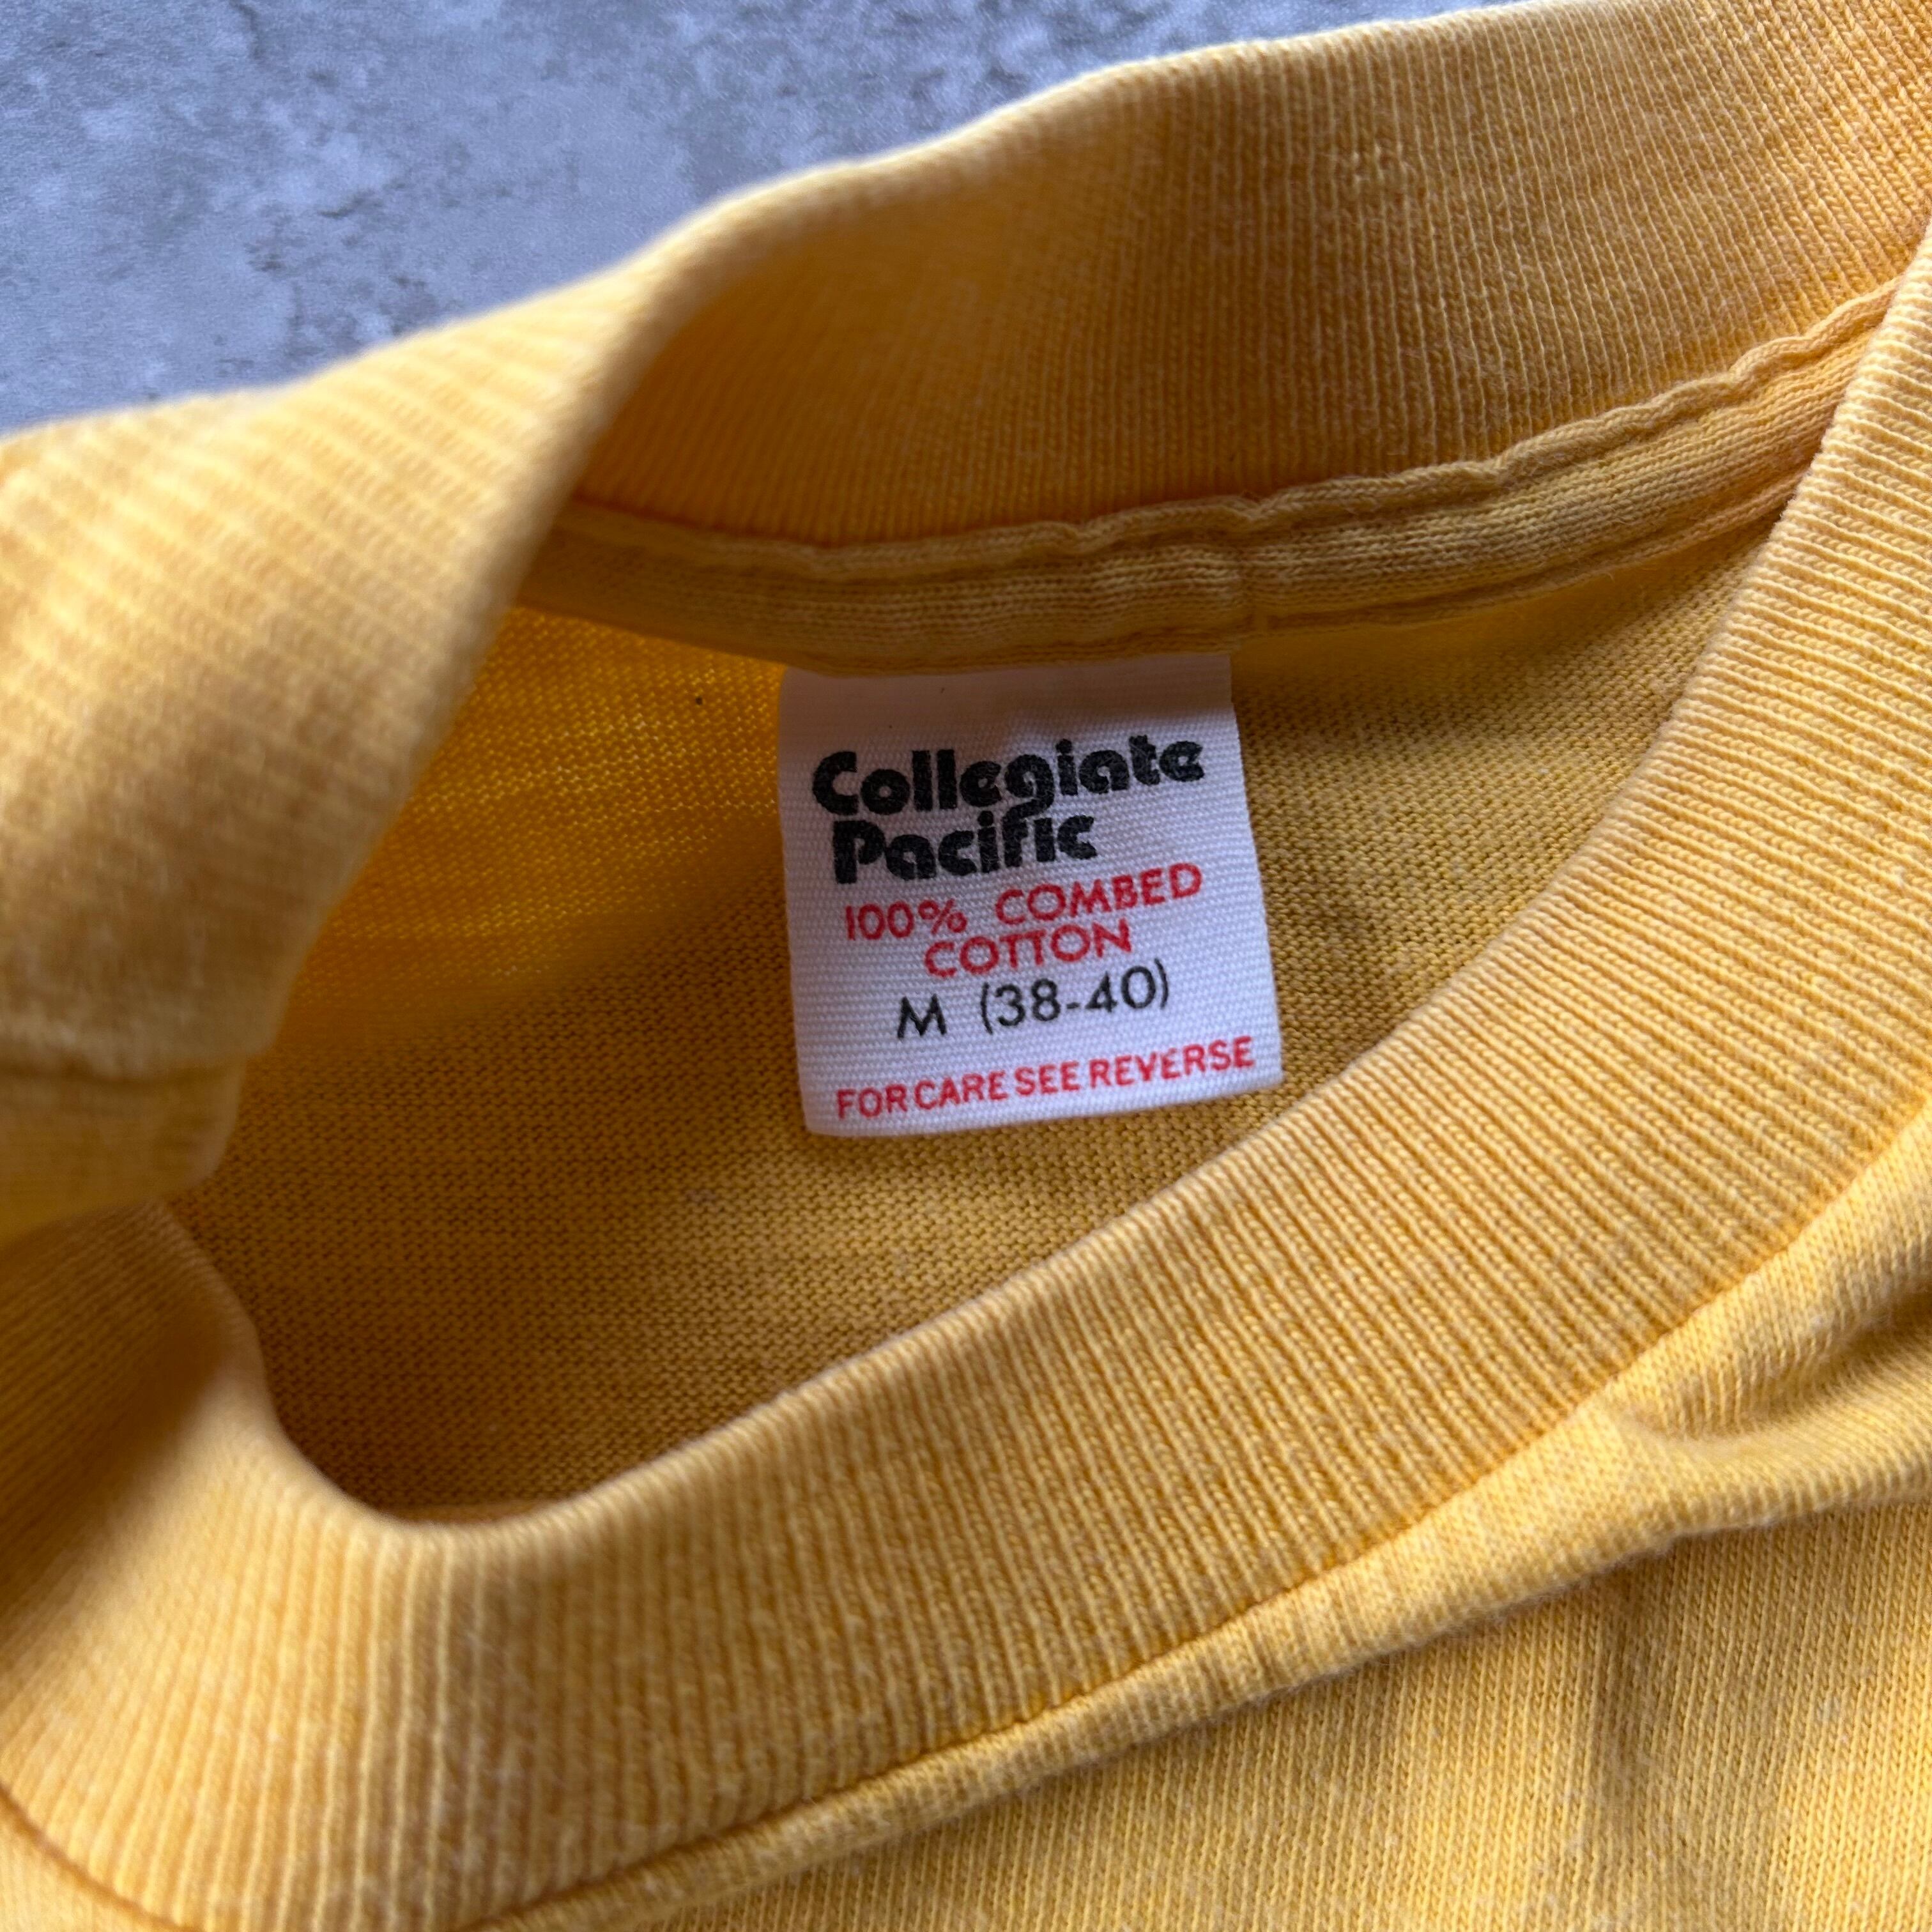 Collegiate
Pacific
100% COMBED
COTTON
M (38-40)
FOR CARE SEE REVERSE